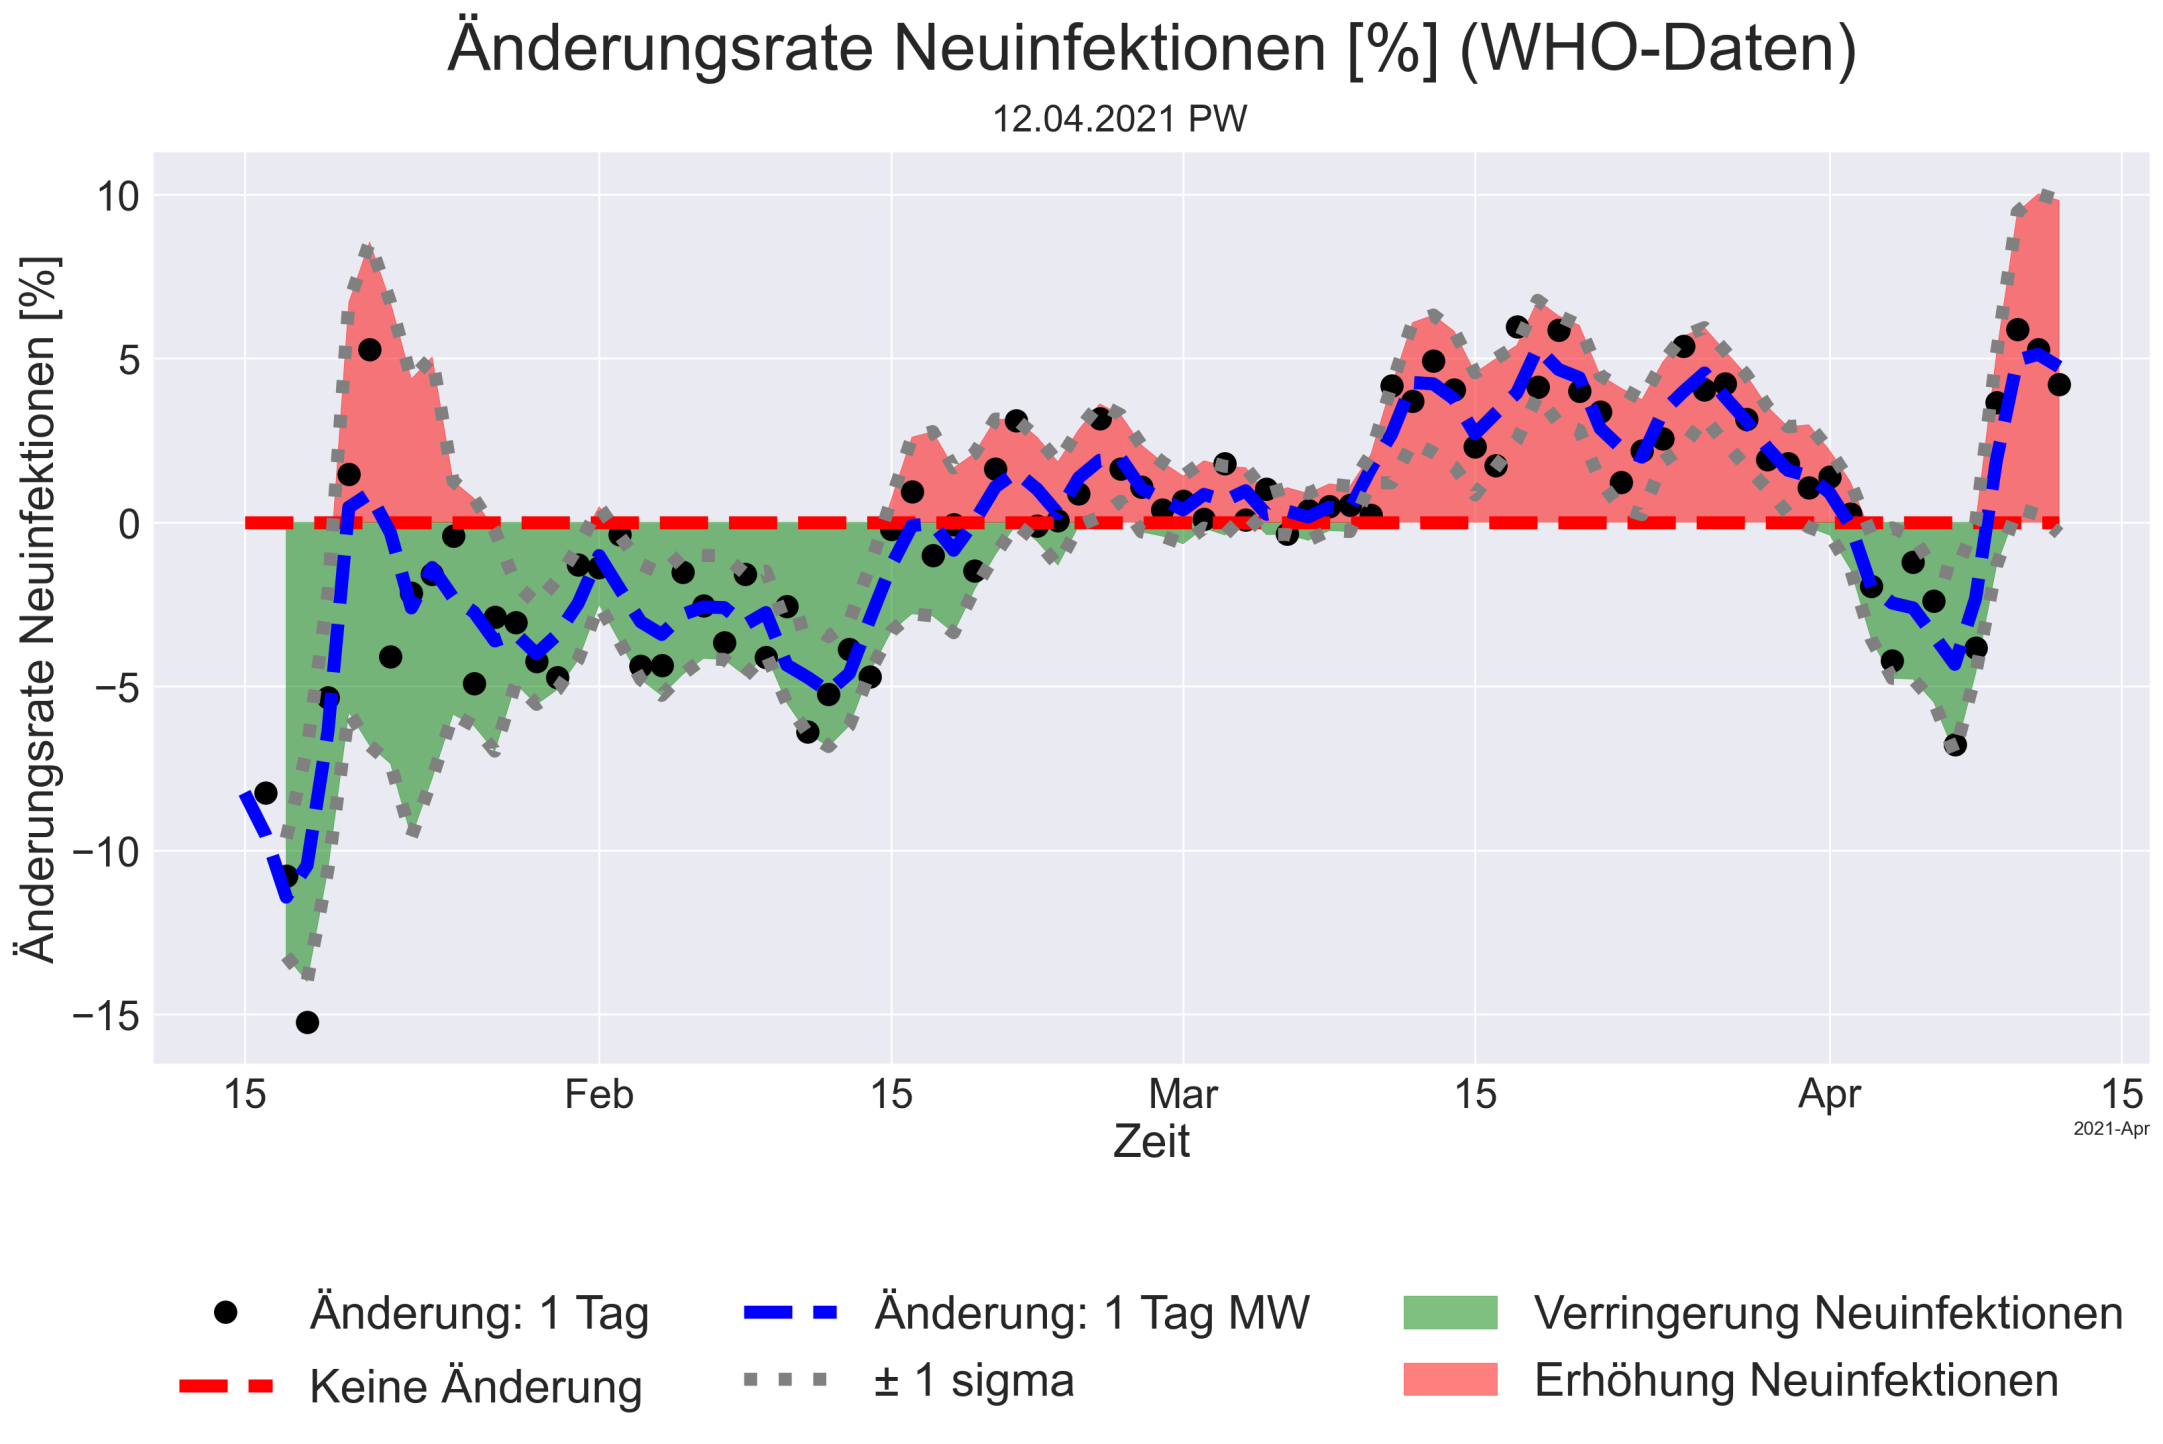 Änderungsrate Neuinfektionen [%] (WHO-Daten)
12.04.2021 PW
Änderungsrate Neuinfektionen [%]
10
5
0
−5
−10
−15
15 Feb 15 Mar 15 Apr 15
2021-Apr
Zeit
Änderung: 1 Tag
Keine Änderung
Änderung: 1 Tag MW
± 1 sigma
Verringerung Neuinfektionen
Erhöhung Neuinfektionen